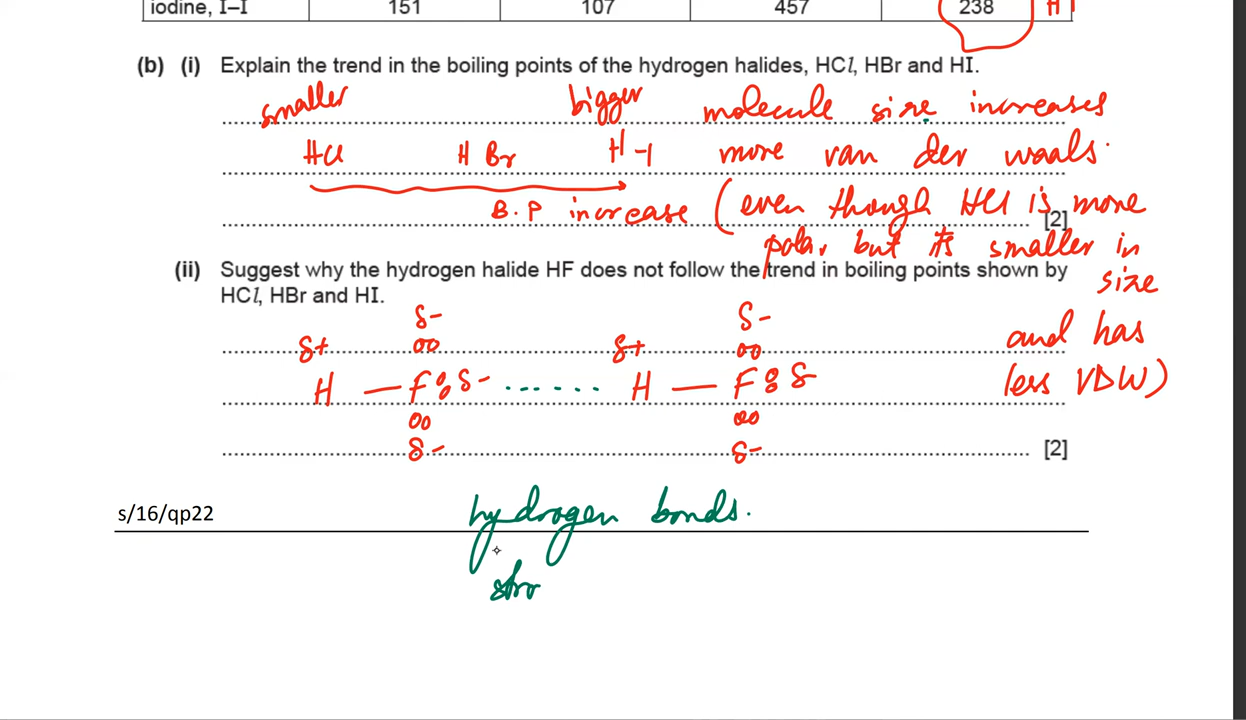 iodine, I–I 151 107 457 238 H
(b) (i) Explain the trend in the boiling points of the hydrogen halides, HCl, HBr and HI.
smaller bigger molecule size increases
HCl H Br H-I more van der waals.
B.P increase (even though HCl is more
[2]
polar but its smaller in
(ii) Suggest why the hydrogen halide HF does not follow the trend in boiling points shown by
size
HCl, HBr and HI.
δ- δ-
and has
δ+ δ+
H — F δ- ...... H — F δ- less VDW)
δ- δ-
[2]
s/16/qp22
hydrogen bonds.
stro